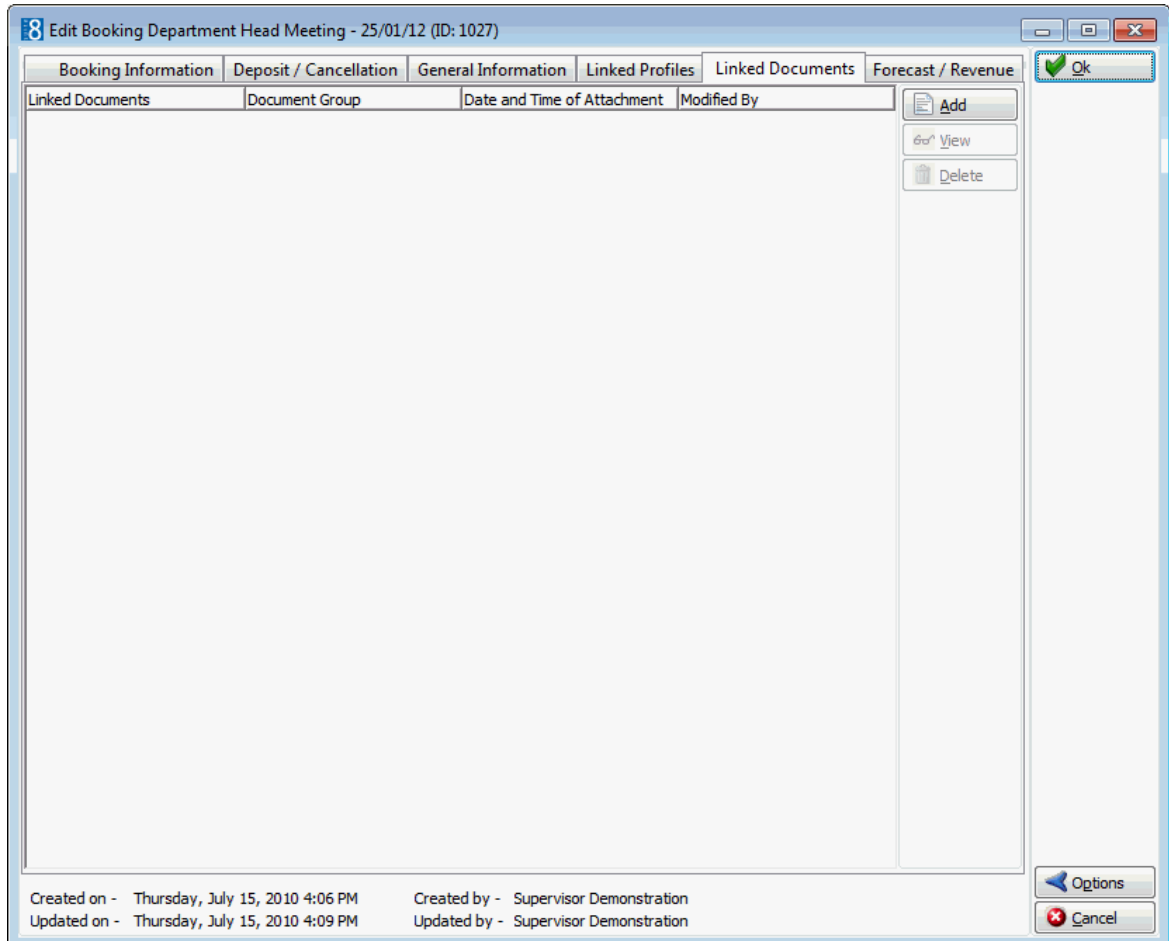 8 Edit Booking Department Head Meeting - 25/01/12 (ID: 1027)
Booking Information Deposit / Cancellation General Information Linked Profiles Linked Documents Forecast / Revenue Ok
Linked Documents Document Group Date and Time of Attachment Modified By Add
View
Delete
Options
Created on - Thursday, July 15, 2010 4:06 PM Created by - Supervisor Demonstration
Updated on - Thursday, July 15, 2010 4:09 PM Updated by - Supervisor Demonstration Cancel